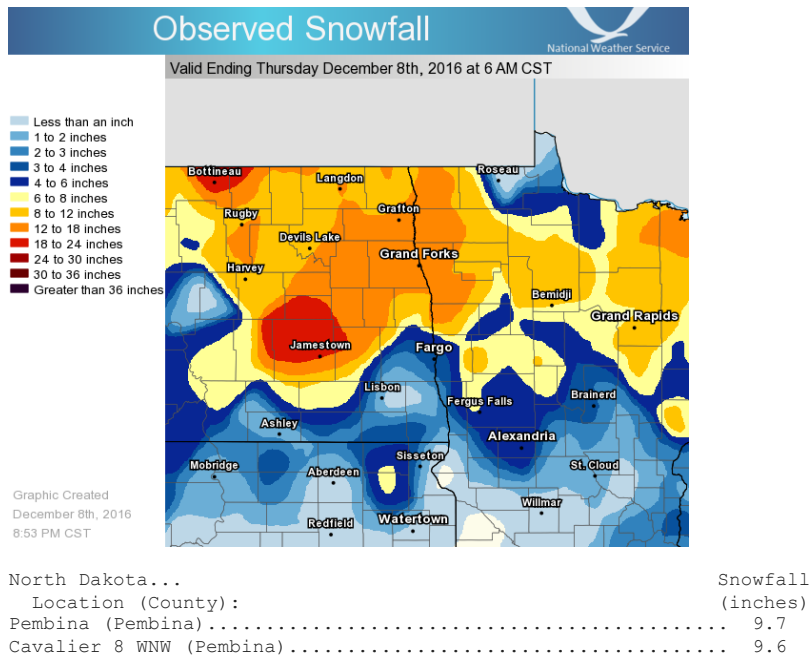 Observed Snowfall
National Weather Service
Valid Ending Thursday December 8th, 2016 at 6 AM CST
Less than an inch
1 to 2 inches
2 to 3 inches
3 to 4 inches
4 to 6 inches
6 to 8 inches
8 to 12 inches
12 to 18 inches
18 to 24 inches
24 to 30 inches
30 to 36 inches
Greater than 36 inches
Bottineau
Langdon
Roseau
Rugby
Grafton
Devils Lake
Grand Forks
Harvey
Bemidji
Grand Rapids
Jamestown
Fargo
Lisbon
Fergus Falls
Brainerd
Ashley
Alexandria
Mobridge
Aberdeen
Sisseton
St. Cloud
Redfield
Watertown
Willmar
Graphic Created
December 8th, 2016
8:53 PM CST
North Dakota... Snowfall
Location (County): (inches)
Pembina (Pembina)............................................. 9.7
Cavalier 8 WNW (Pembina)...................................... 9.6